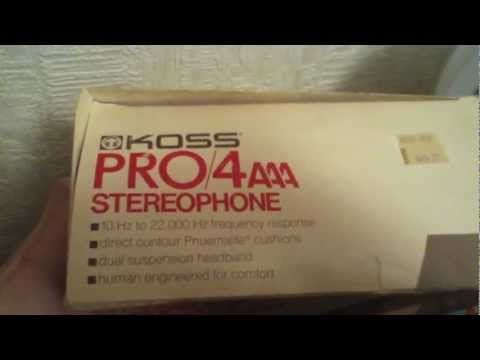 KOSS
PRO/4AAA
STEREOPHONE
10 Hz to 22,000 Hz frequency response
direct contour Pnuemalite® cushions
dual suspension headband
human engineered for comfort